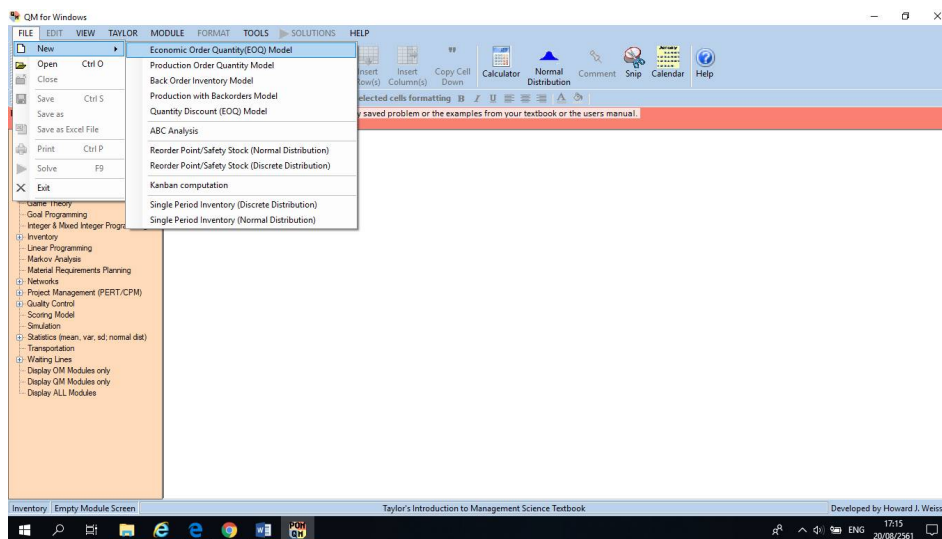 QM for Windows
FILE EDIT VIEW TAYLOR MODULE FORMAT TOOLS SOLUTIONS HELP
New
Open Ctrl O
Close
Save Ctrl S
Save as
Save as Excel File
Print Ctrl P
Solve F9
Exit
Economic Order Quantity(EOQ) Model
Production Order Quantity Model
Back Order Inventory Model
Production with Backorders Model
Quantity Discount (EOQ) Model
ABC Analysis
Reorder Point/Safety Stock (Normal Distribution)
Reorder Point/Safety Stock (Discrete Distribution)
Kanban computation
Single Period Inventory (Discrete Distribution)
Single Period Inventory (Normal Distribution)
Insert Column(s)
Copy Cell Down
Calculator
Normal Distribution
Comment
Snip
Calendar
Help
cells formatting B I U
saved problem or the examples from your textbook or the users manual.
Game Theory
Goal Programming
Integer & Mixed Integer
Inventory
Linear Programming
Markov Analysis
Material Requirements Planning
Networks
Project Management (PERT/CPM)
Quality Control
Scoring Model
Simulation
Statistics (mean, var, sd; normal dist)
Transportation
Waiting Lines
Display OM Modules only
Display QM Modules only
Display ALL Modules
Inventory Empty Module Screen Taylor's Introduction to Management Science Textbook Developed by Howard J. Weiss
POM QM
ENG
17:15
20/08/2561